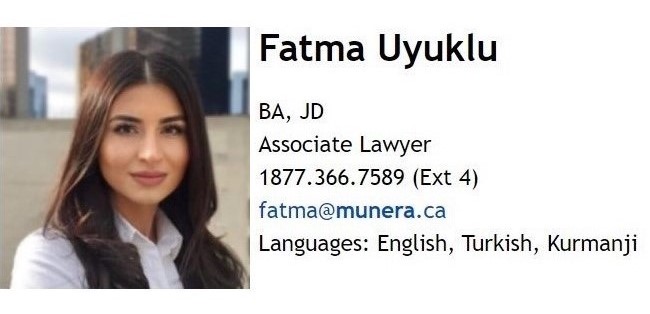 Fatma Uyuklu
BA, JD
Associate Lawyer
1877.366.7589 (Ext 4)
fatma@munera.ca
Languages: English, Turkish, Kurmanji